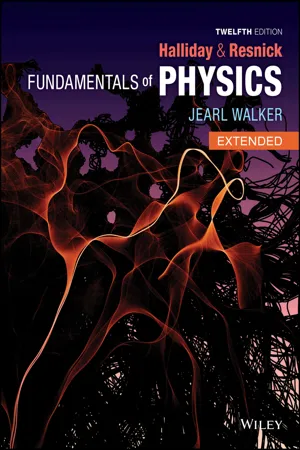 TWELFTH EDITION
Halliday & Resnick
FUNDAMENTALS of PHYSICS
JEARL WALKER
EXTENDED
WILEY